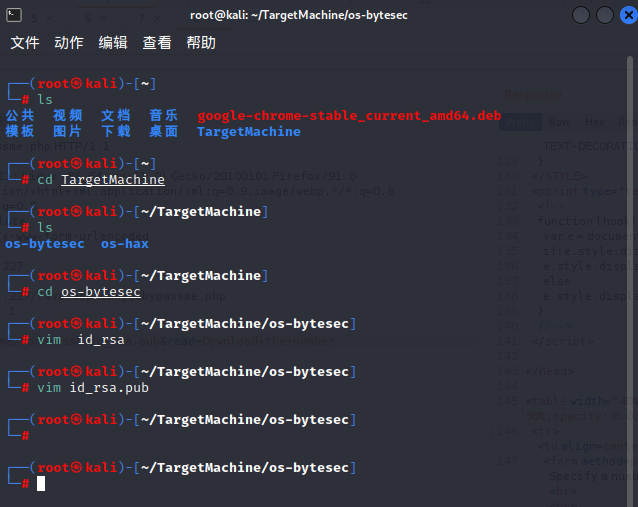 root@kali: ~/TargetMachine/os-bytesec
文件 动作 编辑 查看 帮助
┌──(root㉿kali)-[~]
└─# ls
公共 视频 文档 音乐 google-chrome-stable_current_amd64.deb
模板 图片 下载 桌面 TargetMachine
┌──(root㉿kali)-[~]
└─# cd TargetMachine
┌──(root㉿kali)-[~/TargetMachine]
└─# ls
os-bytesec os-hax
┌──(root㉿kali)-[~/TargetMachine]
└─# cd os-bytesec
┌──(root㉿kali)-[~/TargetMachine/os-bytesec]
└─# vim id_rsa
┌──(root㉿kali)-[~/TargetMachine/os-bytesec]
└─# vim id_rsa.pub
┌──(root㉿kali)-[~/TargetMachine/os-bytesec]
└─#
┌──(root㉿kali)-[~/TargetMachine/os-bytesec]
└─#